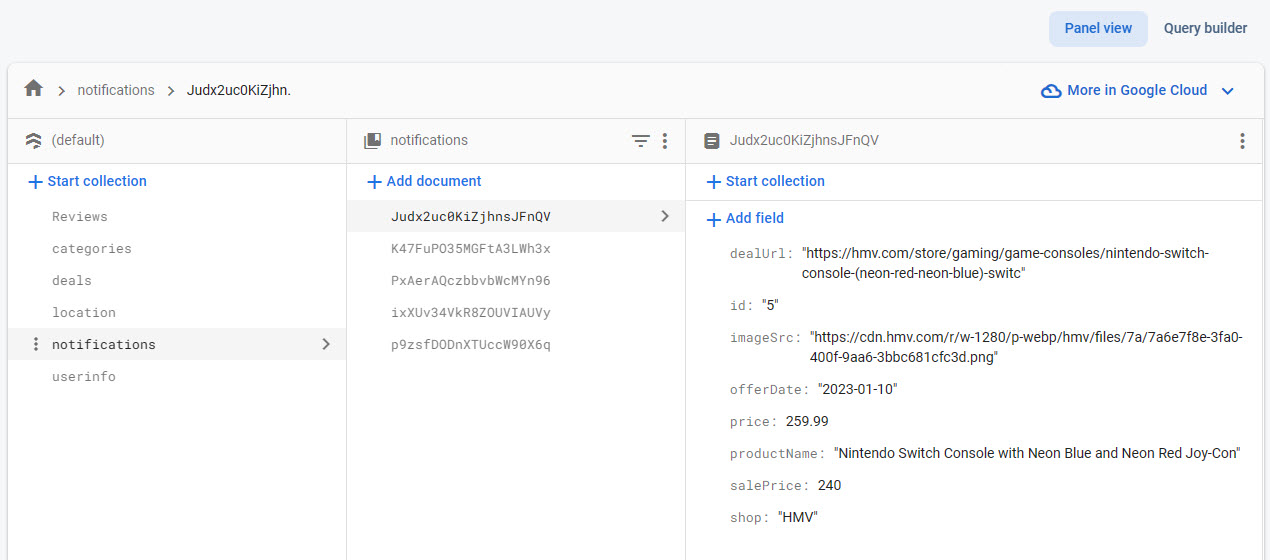 Panel view
Query builder
notifications
Judx2uc0KiZjhn.
More in Google Cloud
(default)
notifications
Judx2uc0KiZjhnsJFnQV
Start collection
Add document
Start collection
Reviews
categories
deals
location
notifications
userinfo
Judx2uc0KiZjhnsJFnQV
K47FuPO35MGFtA3LWh3x
PxAerAQczbbvbWcMYn96
ixXUv34VkR8ZOUVIAUVy
p9zsfDODnXTUccW90X6q
Add field
dealUrl: "https://hmv.com/store/gaming/game-consoles/nintendo-switch-
console-(neon-red-neon-blue)-switc"
id: "5"
imageSrc: "https://cdn.hmv.com/r/w-1280/p-webp/hmv/files/7a/7a6e7f8e-3fa0-
400f-9aa6-3bbc681cfc3d.png"
offerDate: "2023-01-10"
price: 259.99
productName: "Nintendo Switch Console with Neon Blue and Neon Red Joy-Con"
salePrice: 240
shop: "HMV"